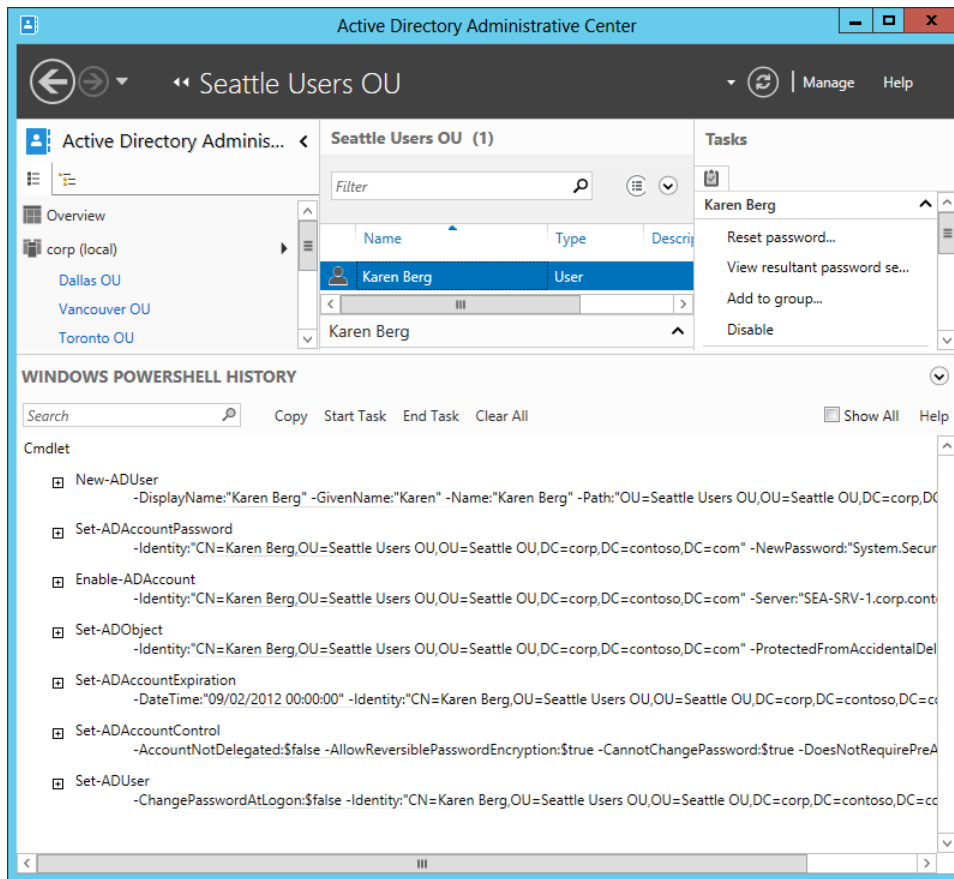 Active Directory Administrative Center
Seattle Users OU
Manage
Help
Active Directory Adminis...
Seattle Users OU (1)
Tasks
Filter
Overview
Karen Berg
corp (local)
Name
Type
Descrip
Reset password...
Dallas OU
Karen Berg
User
View resultant password se...
Vancouver OU
Add to group...
Toronto OU
Karen Berg
Disable
WINDOWS POWERSHELL HISTORY
Search
Copy
Start Task
End Task
Clear All
Show All
Help
Cmdlet
New-ADUser
-DisplayName:"Karen Berg" -GivenName:"Karen" -Name:"Karen Berg" -Path:"OU=Seattle Users OU,OU=Seattle OU,DC=corp,DC
Set-ADAccountPassword
-Identity:"CN=Karen Berg,OU=Seattle Users OU,OU=Seattle OU,DC=corp,DC=contoso,DC=com" -NewPassword:"System.Secur
Enable-ADAccount
-Identity:"CN=Karen Berg,OU=Seattle Users OU,OU=Seattle OU,DC=corp,DC=contoso,DC=com" -Server:"SEA-SRV-1.corp.cont
Set-ADObject
-Identity:"CN=Karen Berg,OU=Seattle Users OU,OU=Seattle OU,DC=corp,DC=contoso,DC=com" -ProtectedFromAccidentalDel
Set-ADAccountExpiration
-DateTime:"09/02/2012 00:00:00" -Identity:"CN=Karen Berg,OU=Seattle Users OU,OU=Seattle OU,DC=corp,DC=contoso,DC=cc
Set-ADAccountControl
-AccountNotDelegated:$false -AllowReversiblePasswordEncryption:$true -CannotChangePassword:$true -DoesNotRequirePreA
Set-ADUser
-ChangePasswordAtLogon:$false -Identity:"CN=Karen Berg,OU=Seattle Users OU,OU=Seattle OU,DC=corp,DC=contoso,DC=cc